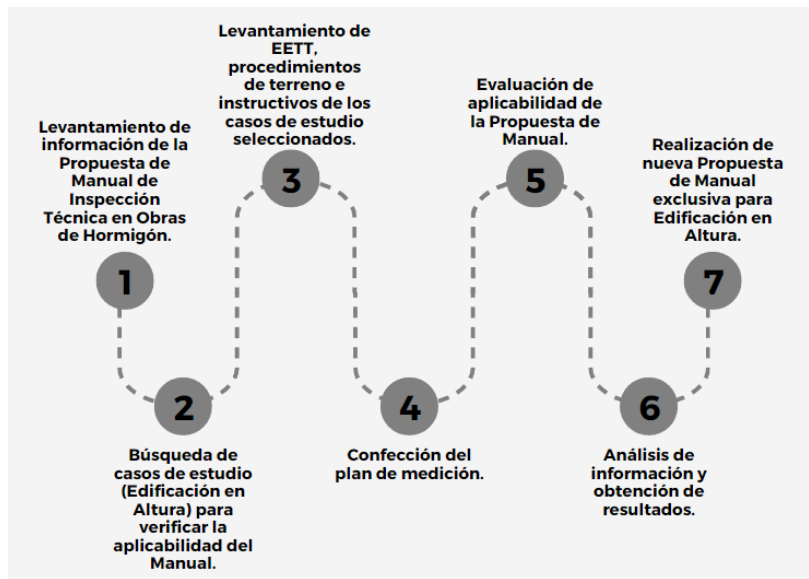 1
Levantamiento de
información de la
Propuesta de
Manual de
Inspección
Técnica en Obras
de Hormigón.
2
Búsqueda de
casos de estudio
(Edificación en
Altura) para
verificar la
aplicabilidad del
Manual.
3
Levantamiento de
EETT,
procedimientos
de terreno e
instructivos de los
casos de estudio
seleccionados.
4
Confección del
plan de medición.
5
Evaluación de
aplicabilidad de
la Propuesta de
Manual.
6
Análisis de
información y
obtención de
resultados.
7
Realización de
nueva Propuesta
de Manual
exclusiva para
Edificación en
Altura.